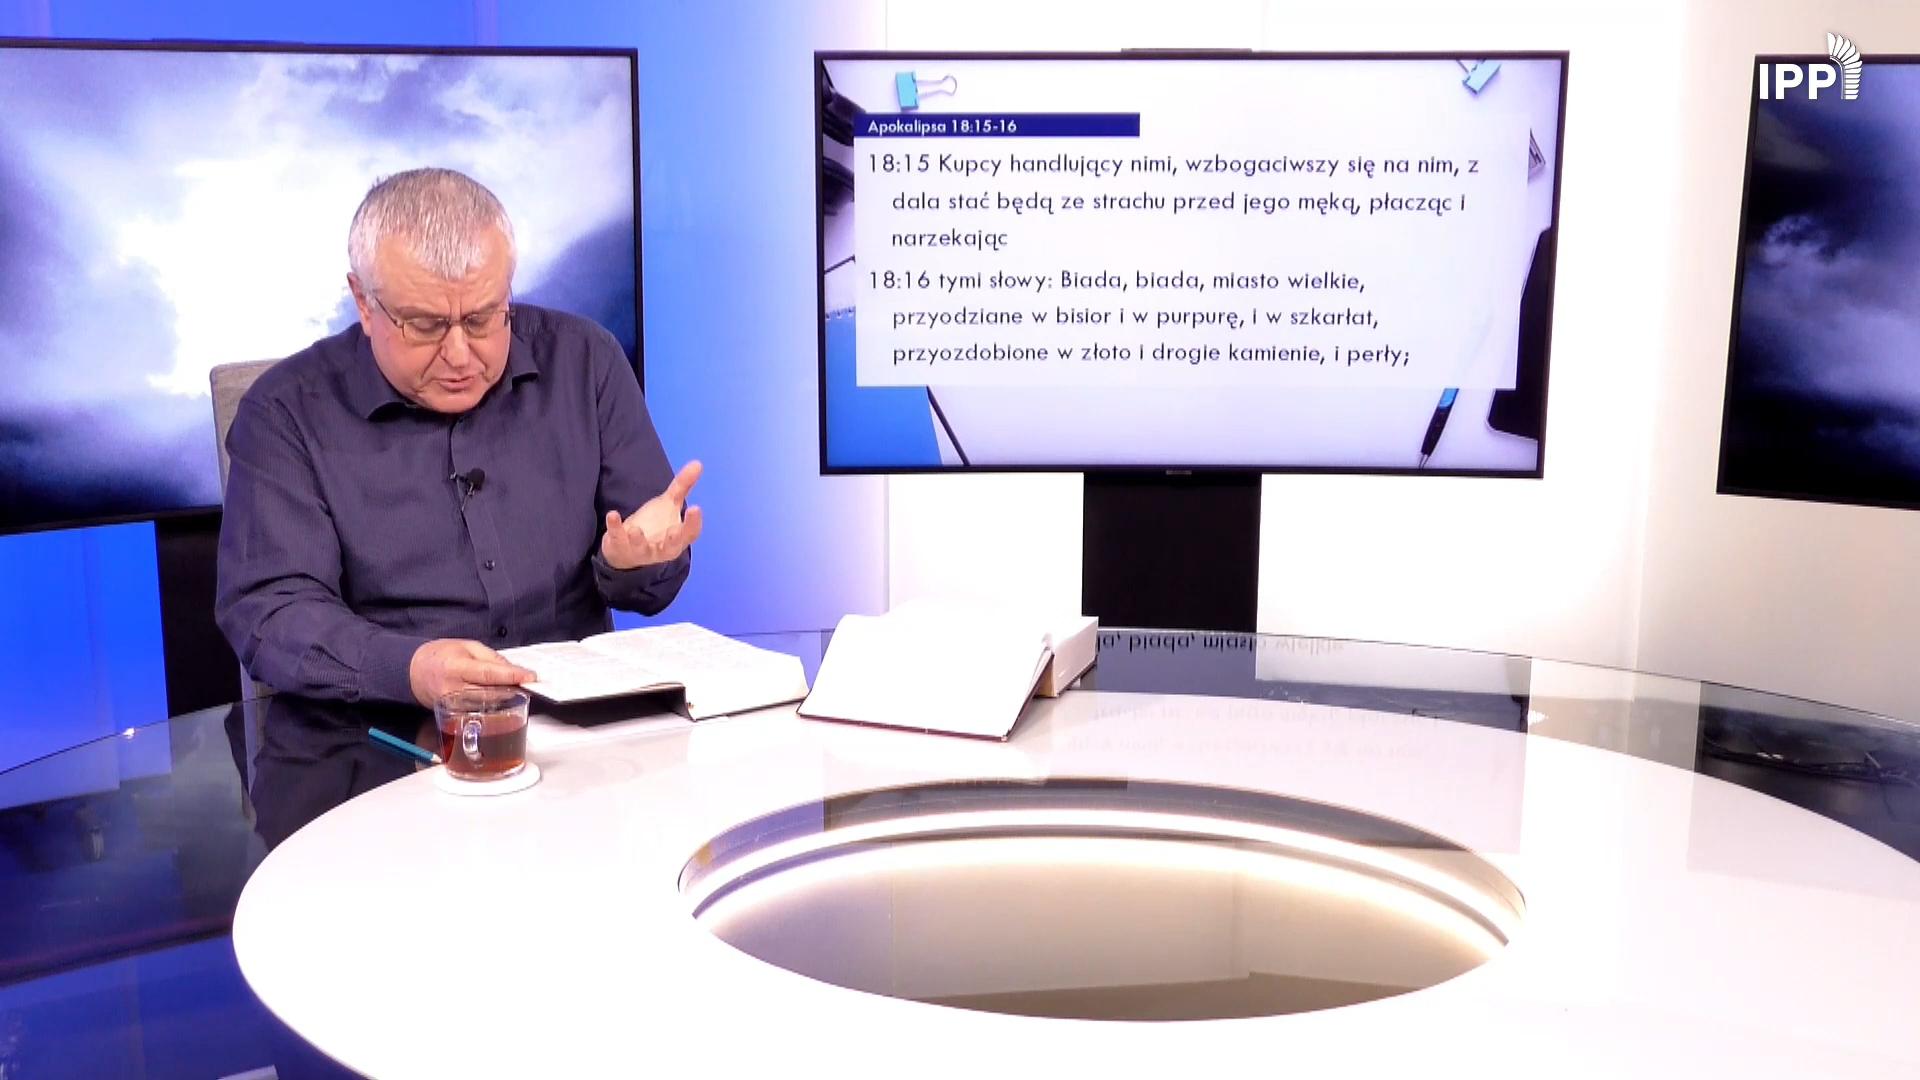 IPP
Apokalipsa 18:15-16
18:15 Kupcy handlujący nimi, wzbogaciwszy się na nim, z
dala stać będą ze strachu przed jego męką, płacząc i
narzekając
18:16 tymi słowy: Biada, biada, miasto wielkie,
przyodziane w bisior i w purpurę, i w szkarłat,
przyozdobione w złoto i drogie kamienie, i perły;